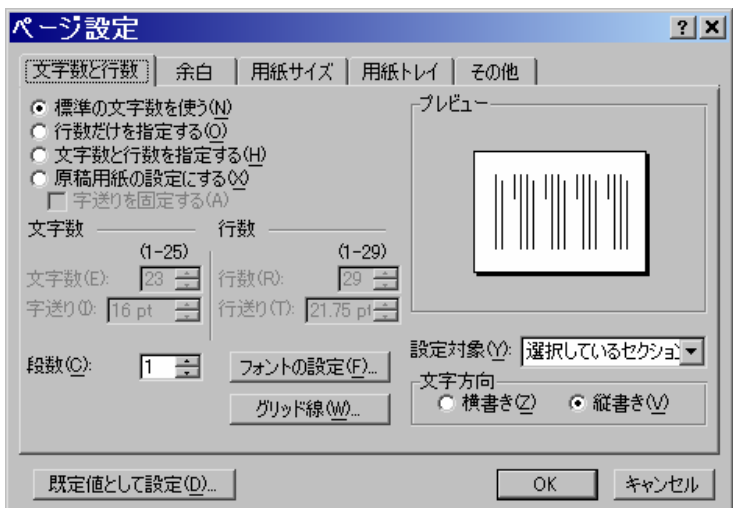 ページ設定
文字数と行数 余白 用紙サイズ 用紙トレイ その他
標準の文字数を使う(N)
行数だけを指定する(O)
文字数と行数を指定する(H)
原稿用紙の設定にする(X)
字送りを固定する(A)
文字数 行数
(1-25) (1-29)
文字数(E): 23 行数(R): 29
字送り(I): 16 pt 行送り(T): 21.75 pt
段数(C): 1 フォントの設定(F)...
グリッド線(W)...
プレビュー
設定対象(Y): 選択しているセクション
文字方向
横書き(Z) 縦書き(V)
既定値として設定(D)... OK キャンセル